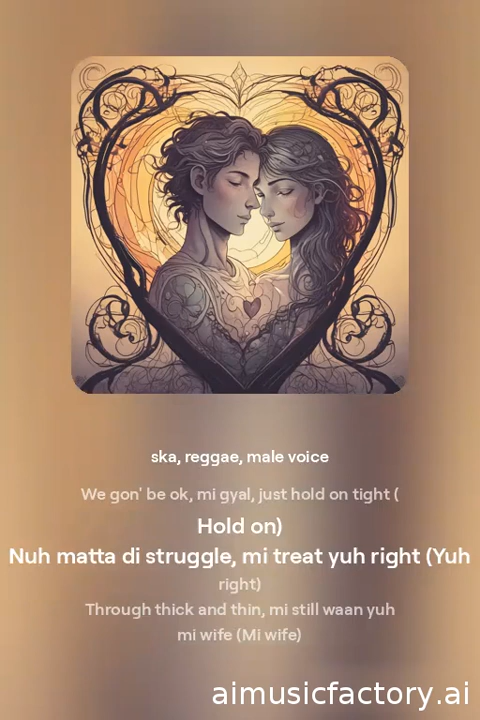 ska, reggae, male voice
We gon' be ok, mi gyal, just hold on tight (
Hold on)
Nuh matta di struggle, mi treat yuh right (Yuh
right)
Through thick and thin, mi still waan yuh
mi wife (Mi wife)
aimusicfactory.ai